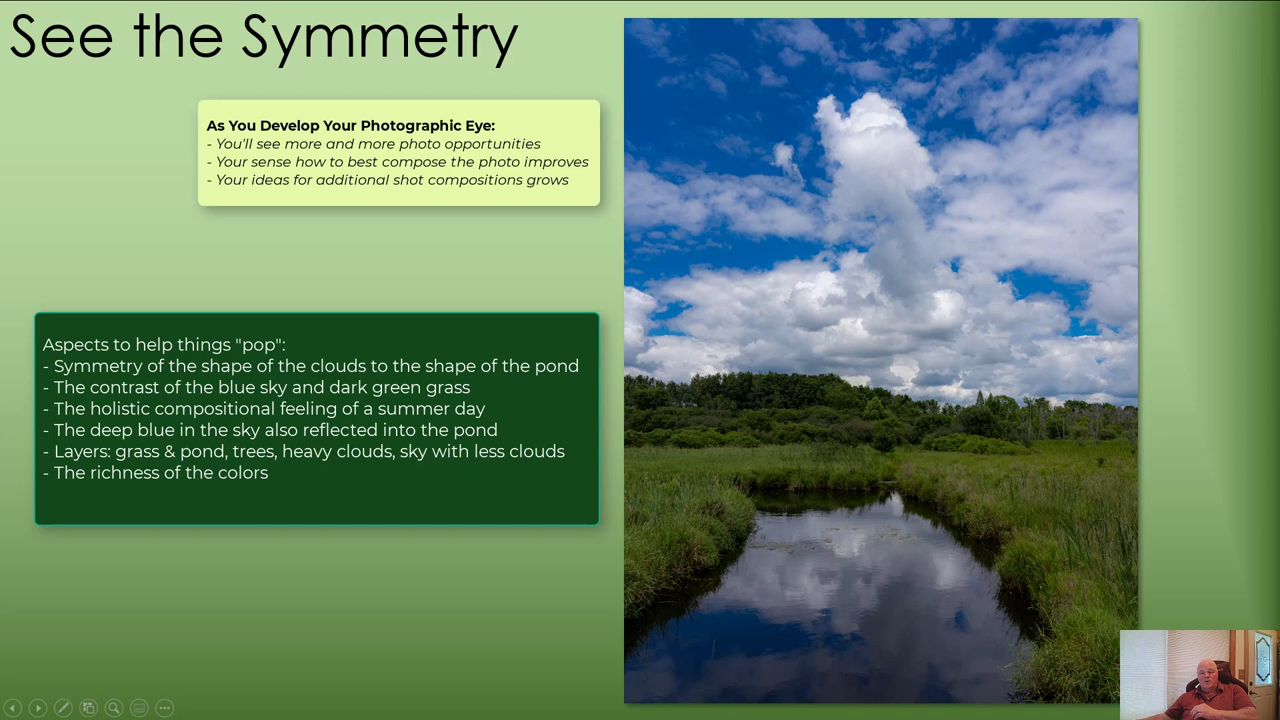 See the Symmetry
As You Develop Your Photographic Eye:
- You'll see more and more photo opportunities
- Your sense how to best compose the photo improves
- Your ideas for additional shot compositions grows
Aspects to help things "pop":
- Symmetry of the shape of the clouds to the shape of the pond
- The contrast of the blue sky and dark green grass
- The holistic compositional feeling of a summer day
- The deep blue in the sky also reflected into the pond
- Layers: grass & pond, trees, heavy clouds, sky with less clouds
- The richness of the colors